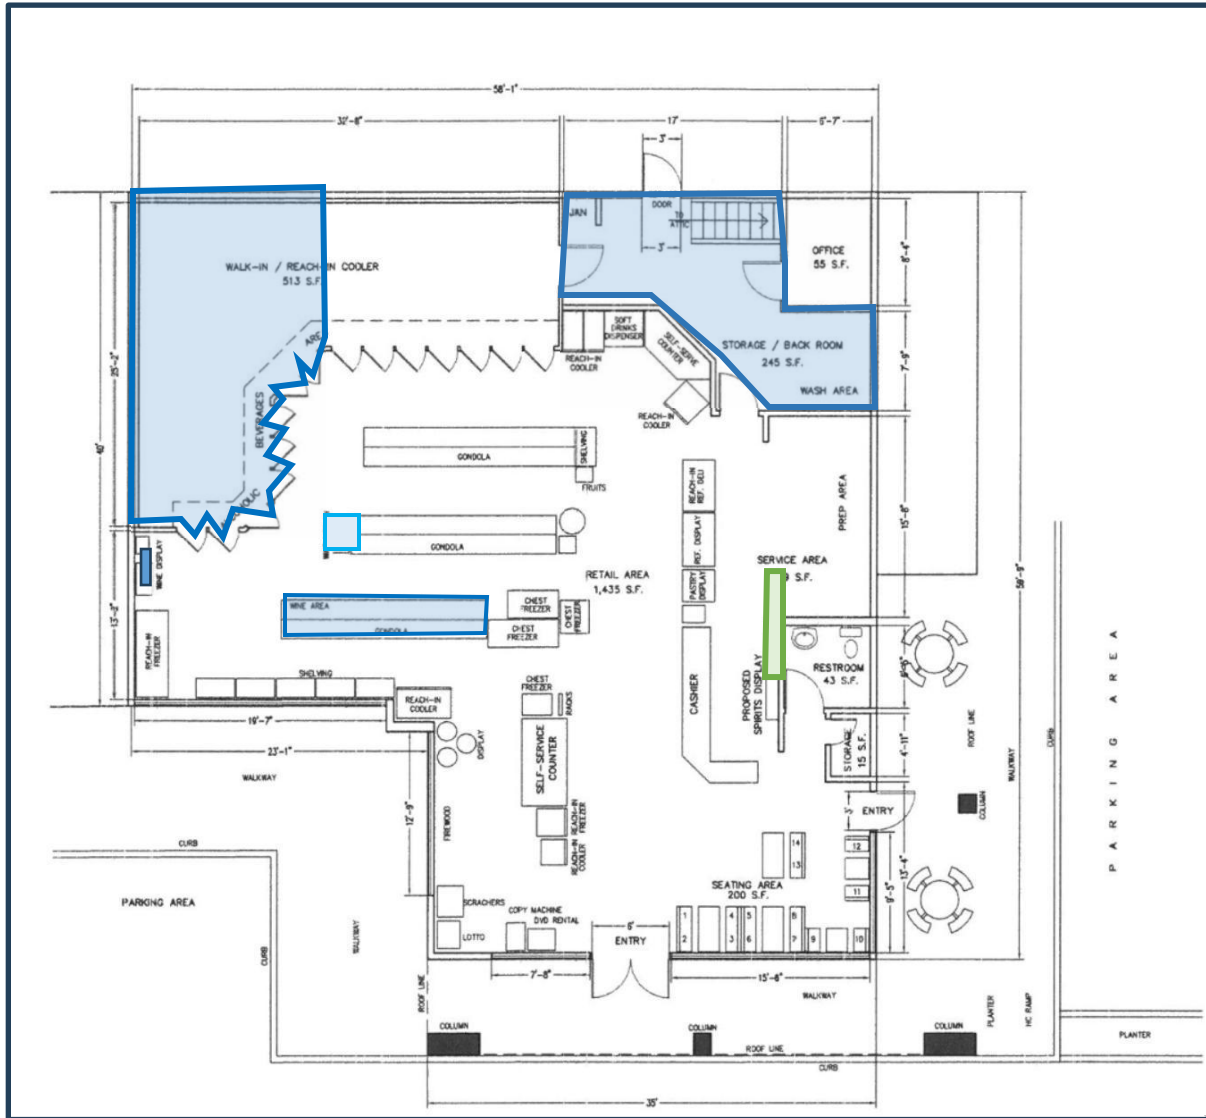 58'-1"
32'-8"
17'
6'-7"
3'
JAN
DOOR
TO
ATTIC
3'
OFFICE
55 S.F.
8'-4"
WALK-IN / REACH-IN COOLER
513 S.F.
ARE
BEVERAGES
ALCOHOLIC
25'-2"
40'
SOFT
DRINKS
DISPENSER
SELF-SERVE
COUNTER
REACH-IN
COOLER
STORAGE / BACK ROOM
245 S.F.
WASH AREA
7'-9"
REACH-IN
COOLER
GONDOLA
SHELVING
FRUITS
REACH-IN
REF. DELI
PREP AREA
15'-8"
58'-9"
GONDOLA
REF. DISPLAY
WINE DISPLAY
RETAIL AREA
1,435 S.F.
PASTRY
DISPLAY
SERVICE AREA
9 S.F.
13'-2"
WINE AREA
GONDOLA
CHEST
FREEZER
CHEST
FREEZER
CHEST
FREEZER
REACH-IN
FREEZER
SHELVING
CHEST
FREEZER
RACKS
REACH-IN
COOLER
CASHIER
PROPOSED
SPIRITS DISPLAY
RESTROOM
43 S.F.
ROOF LINE
PARKING AREA
19'-7"
23'-1"
DISPLAY
SELF-SERVICE
COUNTER
STORAGE
15 S.F.
4'-11"
WALKWAY
CURB
WALKWAY
12'-9"
FIREWOOD
REACH-IN
FREEZER
REACH-IN
COOLER
3'
ENTRY
COLUMN
CURB
14
13
12
11
13'-4"
9'-5"
SEATING AREA
200 S.F.
PARKING AREA
SCRACHERS
LOTTO
COPY MACHINE
DVD RENTAL
6'
ENTRY
1
2
4
3
5
6
8
7
9
10
WALKWAY
CURB
7'-8"
15'-6"
WALKWAY
ROOF LINE
PLANTER
HC RAMP
COLUMN
COLUMN
COLUMN
PLANTER
ROOF LINE
CURB
35'